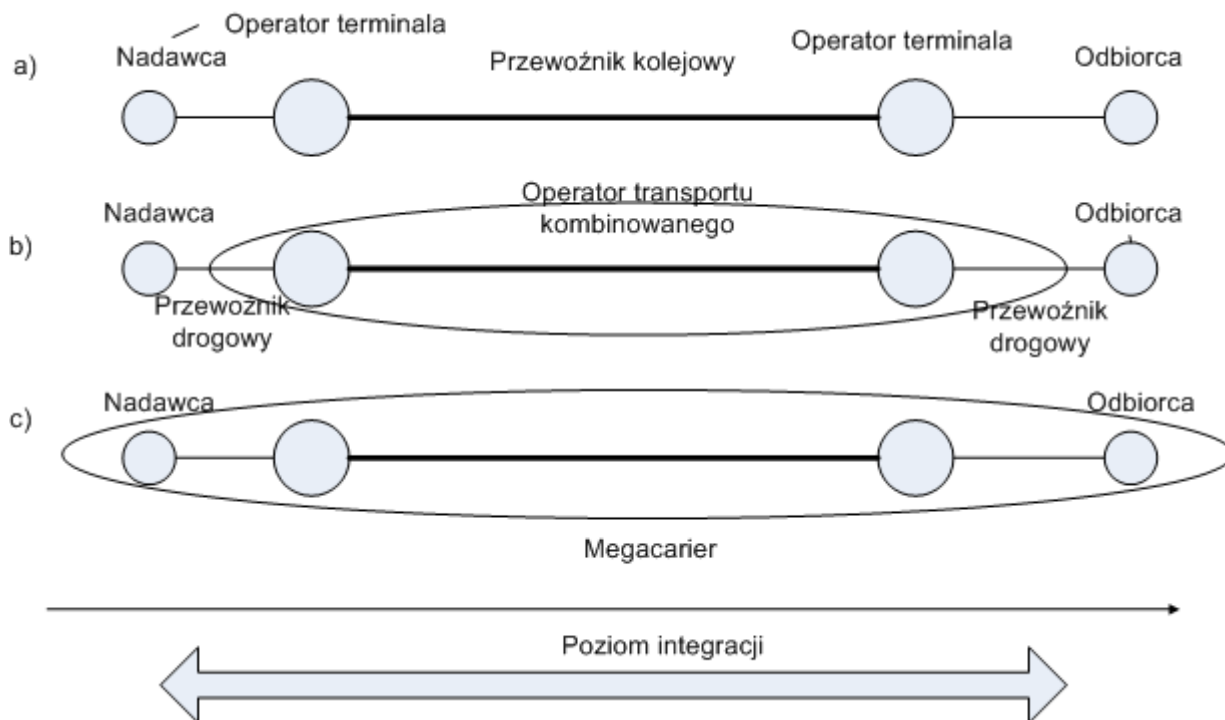 a)
Nadawca
Operator terminala
Przewoźnik kolejowy
Operator terminala
Odbiorca
b)
Nadawca
Operator transportu
kombinowanego
Odbiorca
Przewoźnik
drogowy
Przewoźnik
drogowy
c)
Nadawca
Odbiorca
Megacarier
Poziom integracji